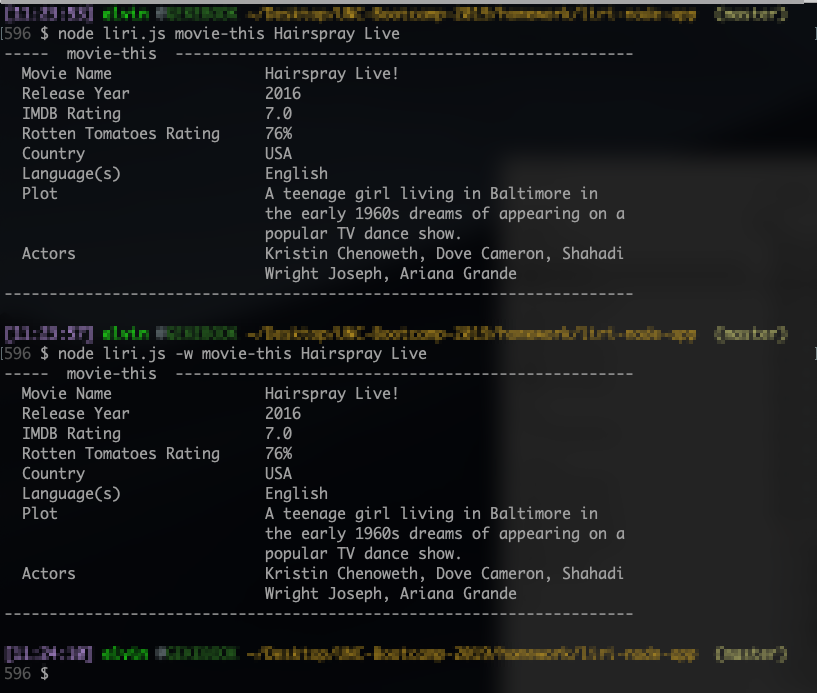 [11:23:53] elvin @GEKEBOOK ~/Desktop/UNC-Bootcamp-2019/homework/liri-node-app (master)
[596 $ node liri.js movie-this Hairspray Live ]
----- movie-this ---------------------------------------------------
Movie Name Hairspray Live!
Release Year 2016
IMDB Rating 7.0
Rotten Tomatoes Rating 76%
Country USA
Language(s) English
Plot A teenage girl living in Baltimore in
the early 1960s dreams of appearing on a
popular TV dance show.
Actors Kristin Chenoweth, Dove Cameron, Shahadi
Wright Joseph, Ariana Grande
----------------------------------------------------------------------
[11:23:57] elvin @GEKEBOOK ~/Desktop/UNC-Bootcamp-2019/homework/liri-node-app (master)
[596 $ node liri.js -w movie-this Hairspray Live ]
----- movie-this ---------------------------------------------------
Movie Name Hairspray Live!
Release Year 2016
IMDB Rating 7.0
Rotten Tomatoes Rating 76%
Country USA
Language(s) English
Plot A teenage girl living in Baltimore in
the early 1960s dreams of appearing on a
popular TV dance show.
Actors Kristin Chenoweth, Dove Cameron, Shahadi
Wright Joseph, Ariana Grande
----------------------------------------------------------------------
elvin ~/Desktop/UNC-Bootcamp-2019/homework/liri-node-app (master)
596 $